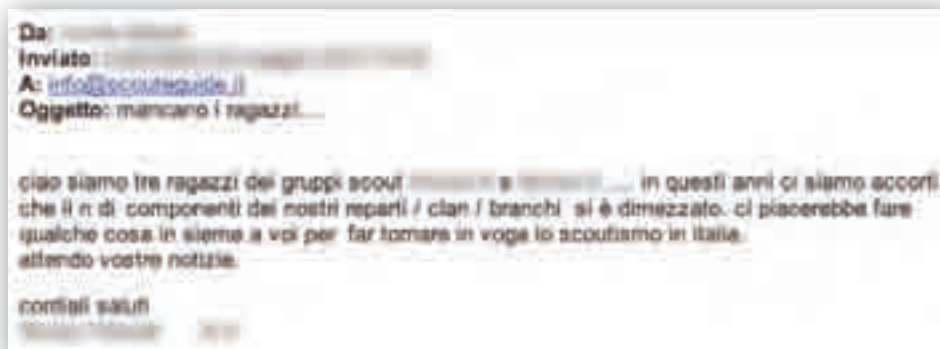 Da:
Inviato:
A: info@scouteguide.it
Oggetto: mancano i ragazzi....
ciao siamo tre ragazzi dei gruppi scout e .... in questi anni ci siamo accorti
che il n di componenti dei nostri reparti / clan / branchi si è dimezzato. ci piacerebbe fare
qualche cosa in sieme a voi per far tornare in voga lo scoutismo in italia.
attendo vostre notizie.
cordiali saluti